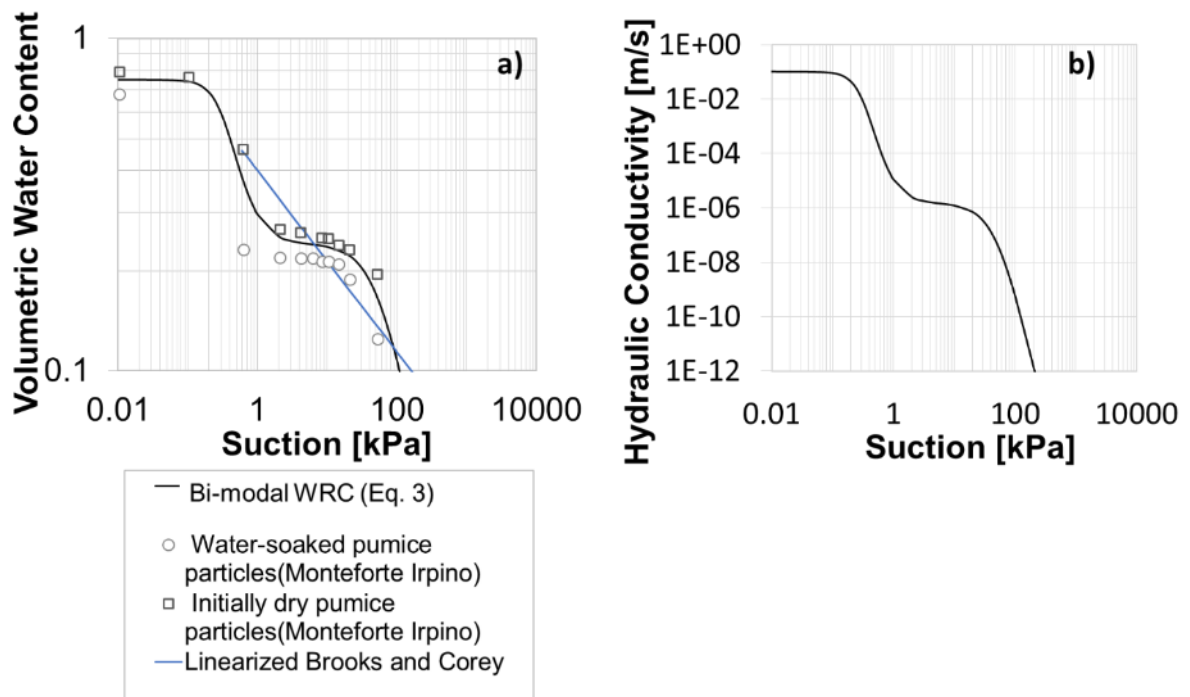 a)
Volumetric Water Content
1
0.1
0.01
1
100
10000
Suction [kPa]
b)
Hydraulic Conductivity [m/s]
1E+00
1E-02
1E-04
1E-06
1E-08
1E-10
1E-12
0.01
1
100
10000
Suction [kPa]
Bi-modal WRC (Eq. 3)
Water-soaked pumice
particles(Monteforte Irpino)
Initially dry pumice
particles(Monteforte Irpino)
Linearized Brooks and Corey